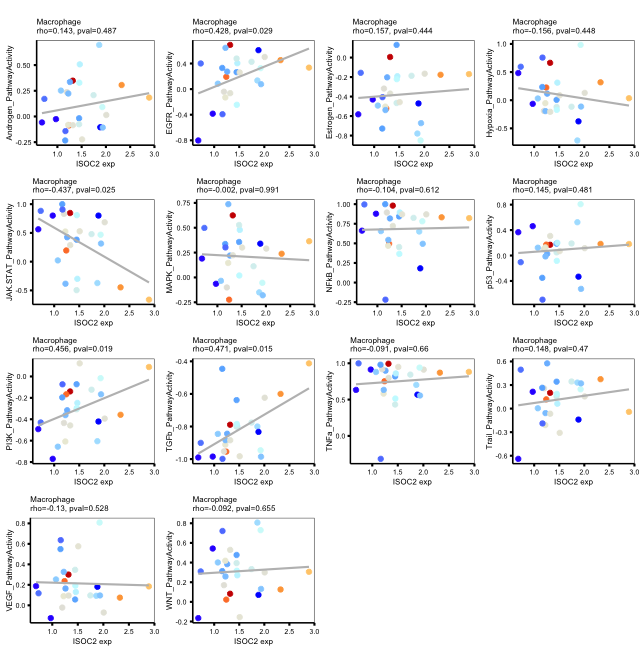 Macrophage
rho=0.143, pval=0.487
Androgen_PathwayActivity
0.50
0.25
0.00
-0.25
1.0 1.5 2.0 2.5 3.0
ISOC2 exp
Macrophage
rho=0.428, pval=0.029
EGFR_PathwayActivity
0.6
0.4
0.2
0.0
-0.2
-0.4
-0.6
-0.8
1.0 1.5 2.0 2.5 3.0
ISOC2 exp
Macrophage
rho=0.157, pval=0.444
Estrogen_PathwayActivity
0.0
-0.2
-0.4
-0.6
-0.8
1.0 1.5 2.0 2.5 3.0
ISOC2 exp
Macrophage
rho=-0.156, pval=0.448
Hypoxia_PathwayActivity
1.0
0.5
0.0
-0.5
1.0 1.5 2.0 2.5 3.0
ISOC2 exp
Macrophage
rho=-0.437, pval=0.025
JAK-STAT_PathwayActivity
1.0
0.5
0.0
-0.5
1.0 1.5 2.0 2.5 3.0
ISOC2 exp
Macrophage
rho=-0.002, pval=0.991
MAPK_PathwayActivity
0.75
0.50
0.25
0.00
-0.25
1.0 1.5 2.0 2.5 3.0
ISOC2 exp
Macrophage
rho=-0.104, pval=0.612
NFkB_PathwayActivity
1.00
0.75
0.50
0.25
0.00
-0.25
1.0 1.5 2.0 2.5 3.0
ISOC2 exp
Macrophage
rho=0.145, pval=0.481
p53_PathwayActivity
0.8
0.4
0.0
-0.4
1.0 1.5 2.0 2.5 3.0
ISOC2 exp
Macrophage
rho=0.456, pval=0.019
PI3K_PathwayActivity
0.0
-0.2
-0.4
-0.6
-0.8
1.0 1.5 2.0 2.5 3.0
ISOC2 exp
Macrophage
rho=0.471, pval=0.015
TGFb_PathwayActivity
-0.4
-0.6
-0.8
-1.0
1.0 1.5 2.0 2.5 3.0
ISOC2 exp
Macrophage
rho=-0.091, pval=0.66
TNFa_PathwayActivity
1.0
0.5
0.0
1.0 1.5 2.0 2.5 3.0
ISOC2 exp
Macrophage
rho=0.148, pval=0.47
Trail_PathwayActivity
0.6
0.3
0.0
-0.3
-0.6
1.0 1.5 2.0 2.5 3.0
ISOC2 exp
Macrophage
rho=-0.13, pval=0.528
VEGF_PathwayActivity
0.8
0.6
0.4
0.2
0.0
1.0 1.5 2.0 2.5 3.0
ISOC2 exp
Macrophage
rho=-0.092, pval=0.655
WNT_PathwayActivity
0.8
0.6
0.4
0.2
0.0
-0.2
1.0 1.5 2.0 2.5 3.0
ISOC2 exp